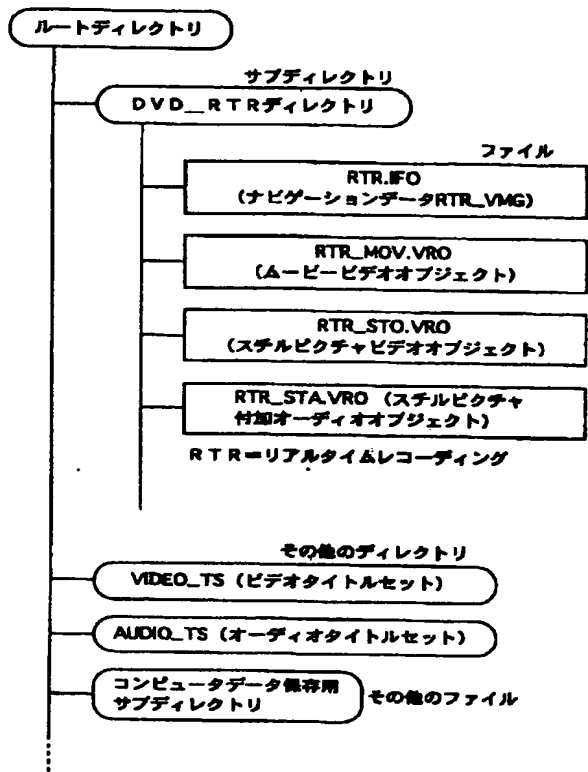 ルートディレクトリ
サブディレクトリ
DVD__RTRディレクトリ
ファイル
RTR.IFO
(ナビゲーションデータRTR_VMG)
RTR_MOV.VRO
(ムービービデオオブジェクト)
RTR_STO.VRO
(スチルピクチャビデオオブジェクト)
RTR_STA.VRO (スチルピクチャ
付加オーディオオブジェクト)
RTR=リアルタイムレコーディング
その他のディレクトリ
VIDEO_TS (ビデオタイトルセット)
AUDIO_TS (オーディオタイトルセット)
コンピュータデータ保存用
サブディレクトリ
その他のファイル